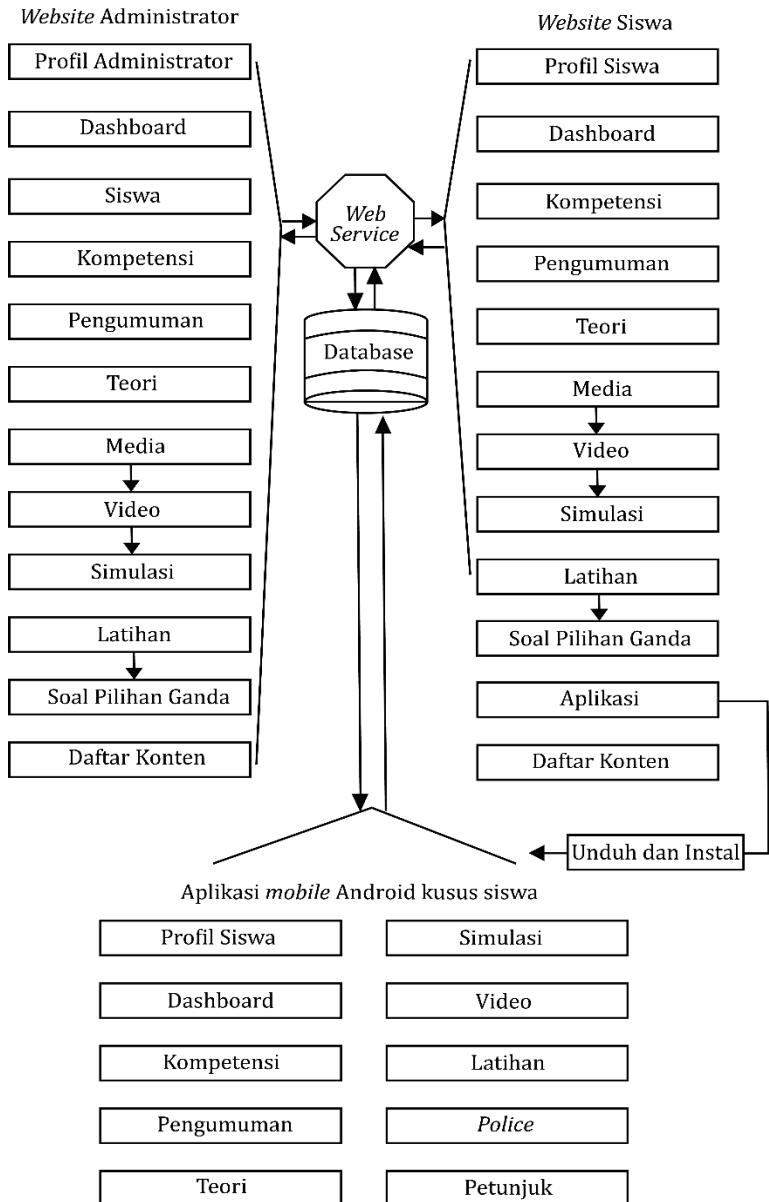 Website Administrator
Profil Administrator
Dashboard
Siswa
Kompetensi
Pengumuman
Teori
Media
Video
Simulasi
Latihan
Soal Pilihan Ganda
Daftar Konten
Web
Service
Database
Website Siswa
Profil Siswa
Dashboard
Kompetensi
Pengumuman
Teori
Media
Video
Simulasi
Latihan
Soal Pilihan Ganda
Aplikasi
Daftar Konten
Unduh dan Instal
Aplikasi mobile Android kusus siswa
Profil Siswa
Dashboard
Kompetensi
Pengumuman
Teori
Simulasi
Video
Latihan
Police
Petunjuk